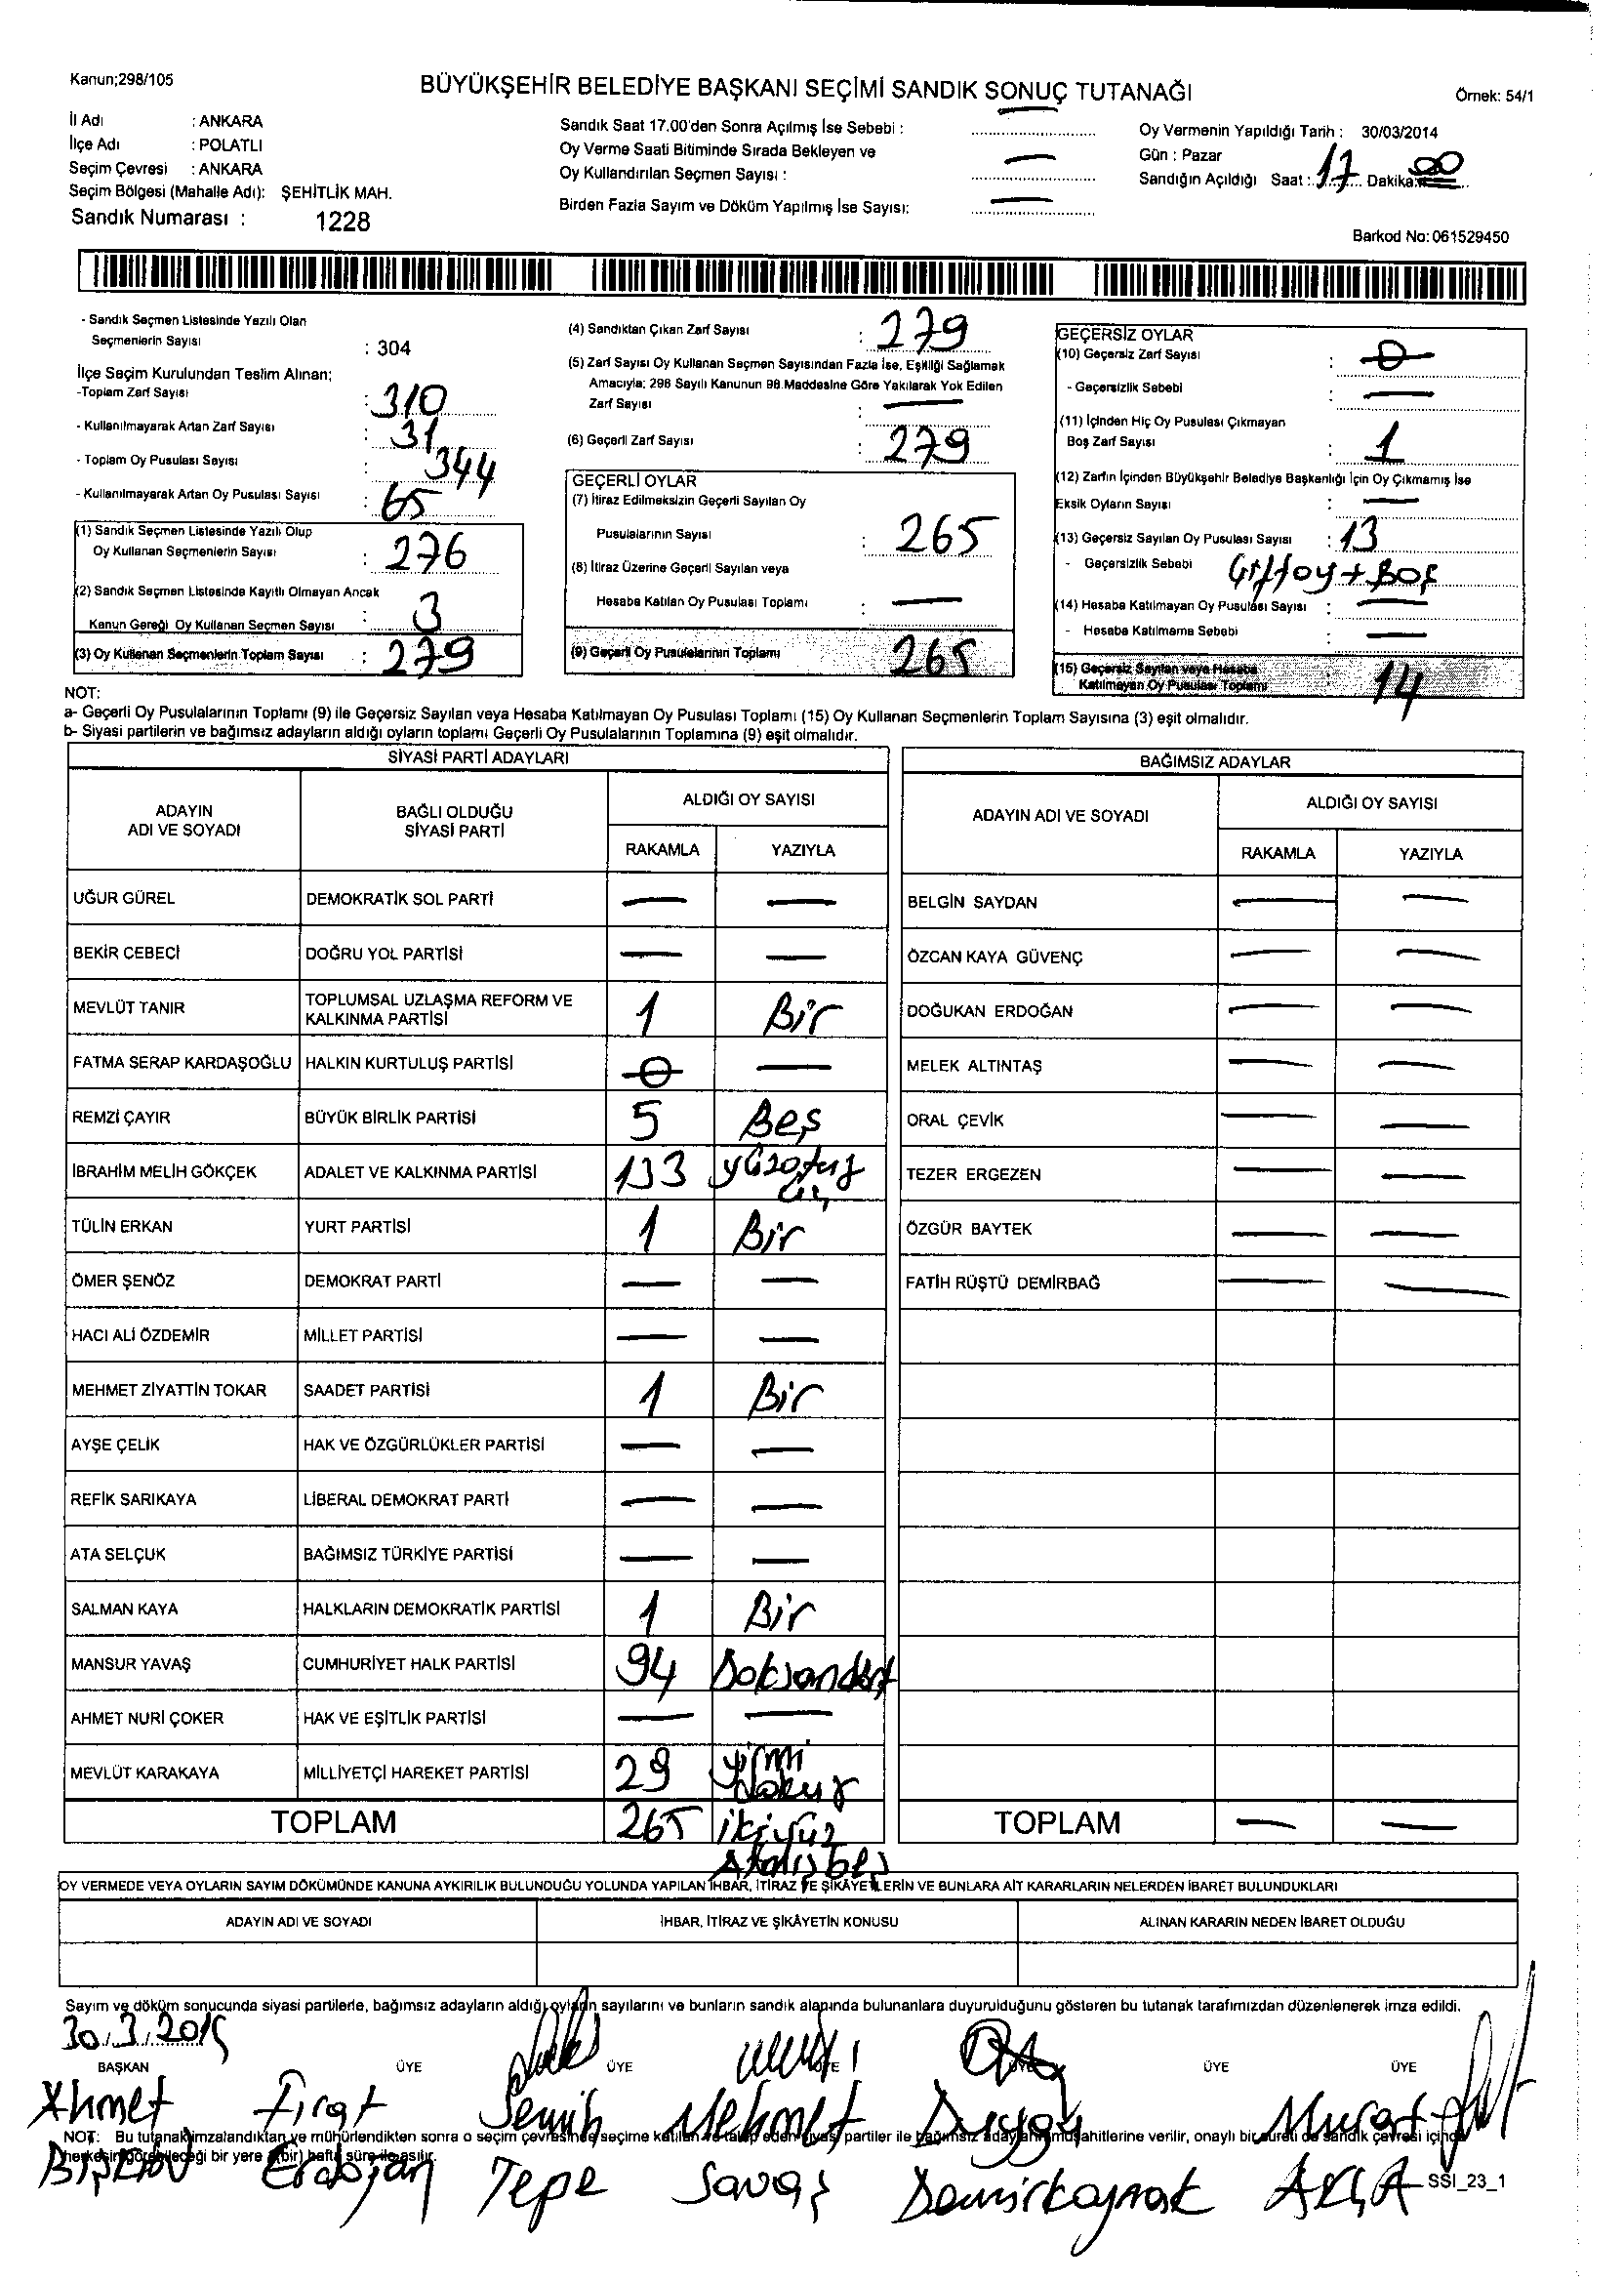 Kanun;298/105
BÜYÜKŞEHİR BELEDİYE BAŞKANI SEÇİMİ SANDIK SONUÇ TUTANAĞI
Örnek: 54/1
İl Adı : ANKARA
İlçe Adı : POLATLI
Seçim Çevresi : ANKARA
Seçim Bölgesi (Mahalle Adı): ŞEHİTLİK MAH.
Sandık Numarası : 1228
Sandık Saat 17.00'den Sonra Açılmış İse Sebebi : —
Oy Verme Saati Bitiminde Sırada Bekleyen ve
Oy Kullandırılan Seçmen Sayısı : —
Birden Fazla Sayım ve Döküm Yapılmış İse Sayısı: —
Oy Vermenin Yapıldığı Tarih : 30/03/2014
Gün : Pazar
Sandığın Açıldığı Saat : 17 Dakika: 00
Barkod No: 061529450
- Sandık Seçmen Listesinde Yazılı Olan
Seçmenlerin Sayısı : 304
İlçe Seçim Kurulundan Teslim Alınan;
-Toplam Zarf Sayısı : 310
- Kullanılmayarak Artan Zarf Sayısı : 31
- Toplam Oy Pusulası Sayısı : 344
- Kullanılmayarak Artan Oy Pusulası Sayısı : 65
(1) Sandık Seçmen Listesinde Yazılı Olup
Oy Kullanan Seçmenlerin Sayısı : 276
(2) Sandık Seçmen Listesinde Kayıtlı Olmayan Ancak
Kanun Gereği Oy Kullanan Seçmen Sayısı : 3
(3) Oy Kullanan Seçmenlerin Toplam Sayısı : 279
(4) Sandıktan Çıkan Zarf Sayısı : 279
(5) Zarf Sayısı Oy Kullanan Seçmen Sayısından Fazla İse, Eşitliği Sağlamak
Amacıyla; 298 Sayılı Kanunun 98.Maddesine Göre Yakılarak Yok Edilen
Zarf Sayısı : —
(6) Geçerli Zarf Sayısı : 279
GEÇERLİ OYLAR
(7) İtiraz Edilmeksizin Geçerli Sayılan Oy
Pusulalarının Sayısı : 265
(8) İtiraz Üzerine Geçerli Sayılan veya
Hesaba Katılan Oy Pusulası Toplamı : —
(9) Geçerli Oy Pusulalarının Toplamı 265
GEÇERSİZ OYLAR
(10) Geçersiz Zarf Sayısı : 0
- Geçersizlik Sebebi : —
(11) İçinden Hiç Oy Pusulası Çıkmayan
Boş Zarf Sayısı : 1
(12) Zarfın İçinden Büyükşehir Belediye Başkanlığı İçin Oy Çıkmamış İse
Eksik Oyların Sayısı : —
(13) Geçersiz Sayılan Oy Pusulası Sayısı : 13
- Geçersizlik Sebebi Çiftoy + Boş
(14) Hesaba Katılmayan Oy Pusulası Sayısı : —
- Hesaba Katılmama Sebebi : —
(15) Geçersiz Sayılan veya Hesaba
Katılmayan Oy Pusulası Toplamı : 14
NOT:
a- Geçerli Oy Pusulalarının Toplamı (9) ile Geçersiz Sayılan veya Hesaba Katılmayan Oy Pusulası Toplamı (15) Oy Kullanan Seçmenlerin Toplam Sayısına (3) eşit olmalıdır.
b- Siyasi partilerin ve bağımsız adayların aldığı oyların toplamı Geçerli Oy Pusulalarının Toplamına (9) eşit olmalıdır.
SİYASİ PARTİ ADAYLARI
ADAYIN ADI VE SOYADI BAĞLI OLDUĞU SİYASİ PARTİ ALDIĞI OY SAYISI
RAKAMLA YAZIYLA
UĞUR GÜREL DEMOKRATİK SOL PARTİ — —
BEKİR CEBECİ DOĞRU YOL PARTİSİ — —
MEVLÜT TANIR TOPLUMSAL UZLAŞMA REFORM VE KALKINMA PARTİSİ 1 Bir
FATMA SERAP KARDAŞOĞLU HALKIN KURTULUŞ PARTİSİ 0 —
REMZİ ÇAYIR BÜYÜK BİRLİK PARTİSİ 5 Beş
İBRAHİM MELİH GÖKÇEK ADALET VE KALKINMA PARTİSİ 133 yüzotuz üç
TÜLİN ERKAN YURT PARTİSİ 1 Bir
ÖMER ŞENÖZ DEMOKRAT PARTİ — —
HACI ALİ ÖZDEMİR MİLLET PARTİSİ — —
MEHMET ZİYATTİN TOKAR SAADET PARTİSİ 1 Bir
AYŞE ÇELİK HAK VE ÖZGÜRLÜKLER PARTİSİ — —
REFİK SARIKAYA LİBERAL DEMOKRAT PARTİ — —
ATA SELÇUK BAĞIMSIZ TÜRKİYE PARTİSİ — —
SALMAN KAYA HALKLARIN DEMOKRATİK PARTİSİ 1 Bir
MANSUR YAVAŞ CUMHURİYET HALK PARTİSİ 94 Doksandört
AHMET NURİ ÇOKER HAK VE EŞİTLİK PARTİSİ — —
MEVLÜT KARAKAYA MİLLİYETÇİ HAREKET PARTİSİ 29 yirmi dokuz
TOPLAM 265 ikiyüz Atmışbeş
BAĞIMSIZ ADAYLAR
ADAYIN ADI VE SOYADI ALDIĞI OY SAYISI
RAKAMLA YAZIYLA
BELGİN SAYDAN — —
ÖZCAN KAYA GÜVENÇ — —
DOĞUKAN ERDOĞAN — —
MELEK ALTINTAŞ — —
ORAL ÇEVİK — —
TEZER ERGEZEN — —
ÖZGÜR BAYTEK — —
FATİH RÜŞTÜ DEMİRBAĞ — —
TOPLAM — —
OY VERMEDE VEYA OYLARIN SAYIM DÖKÜMÜNDE KANUNA AYKIRILIK BULUNDUĞU YOLUNDA YAPILAN İHBAR, İTİRAZ VE ŞİKÂYETLERİN VE BUNLARA AİT KARARLARIN NELERDEN İBARET BULUNDUKLARI
ADAYIN ADI VE SOYADI İHBAR, İTİRAZ VE ŞİKÂYETİN KONUSU ALINAN KARARIN NEDEN İBARET OLDUĞU
Sayım ve döküm sonucunda siyasi partilerle, bağımsız adayların aldığı oyların sayılarını ve bunların sandık alanında bulunanlara duyurulduğunu gösteren bu tutanak tarafımızdan düzenlenerek imza edildi.
30.3.2014
BAŞKAN ÜYE ÜYE ÜYE ÜYE ÜYE ÜYE
Ahmet Fırat Semih Mehmet Duygu Murat
NOT: Bu tutanak imzalandıktan ve mühürlendikten sonra o seçim çevresinde seçime katılan ve talep eden siyasi partiler ile bağımsız adayların müşahitlerine verilir, onaylı bir sureti de sandık çevresi içinde
herkesin görebileceği bir yere (bir) hafta süre ile asılır.
Erdoğan Tepe Savaş Demirkaynak AKÇA
SSİ_23_1